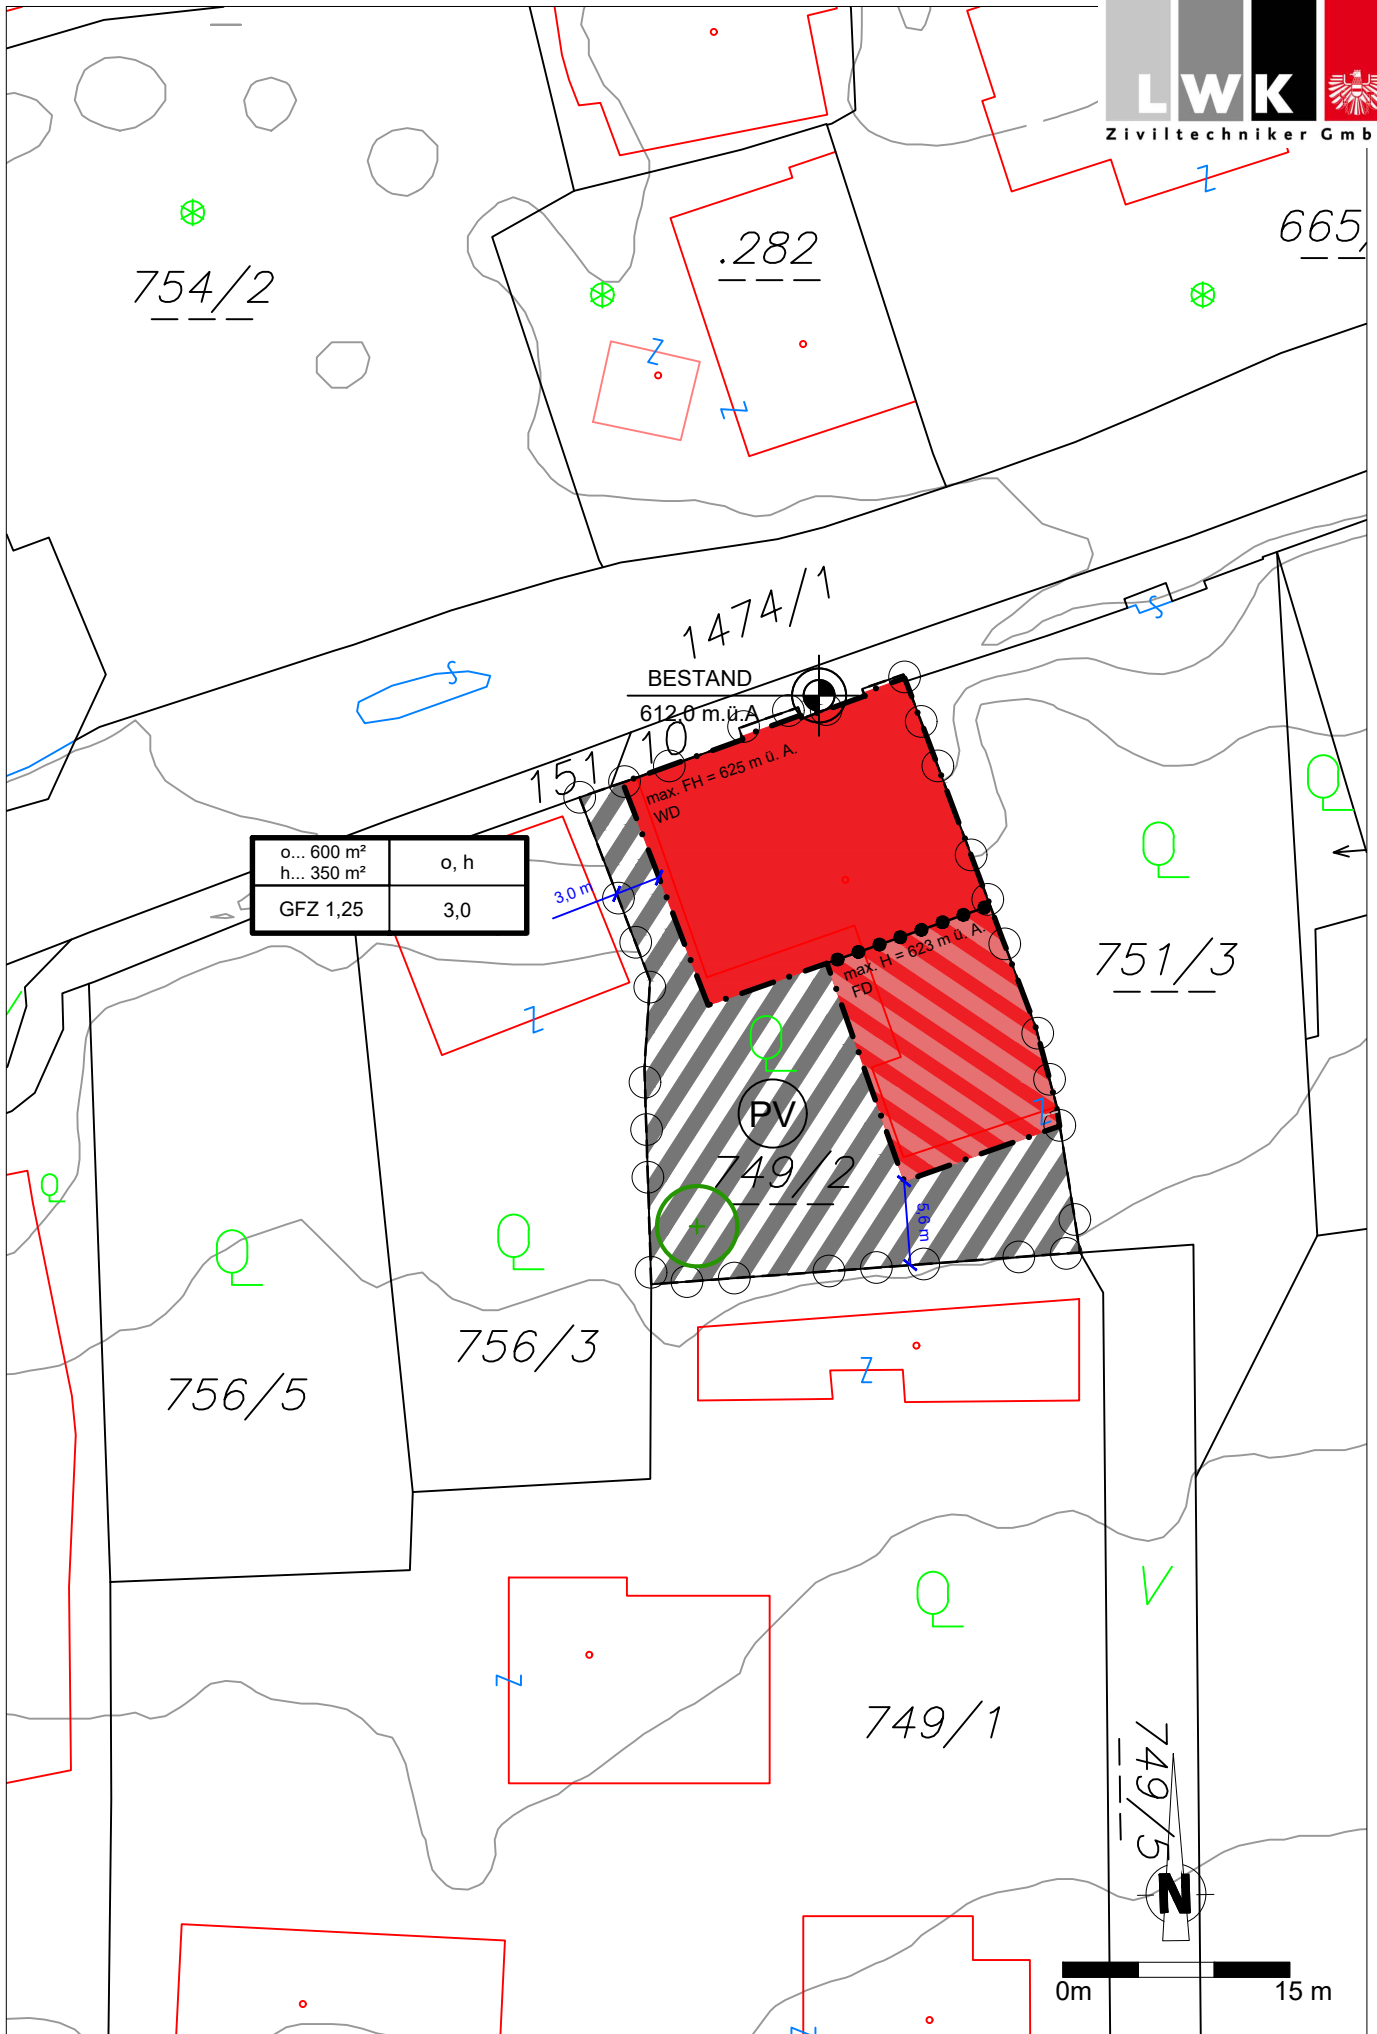 LWK
Ziviltechniker Gmb
754/2
.282
665/
1474/1
BESTAND
612,0 m.ü.A
151/10
max. FH = 625 m ü. A.
WD
o... 600 m²
h... 350 m²
o, h
GFZ 1,25
3,0
3,0 m
max. H = 623 m ü. A.
FD
751/3
PV
749/2
5,6 m
756/3
756/5
749/1
749/5
N
0m
15 m